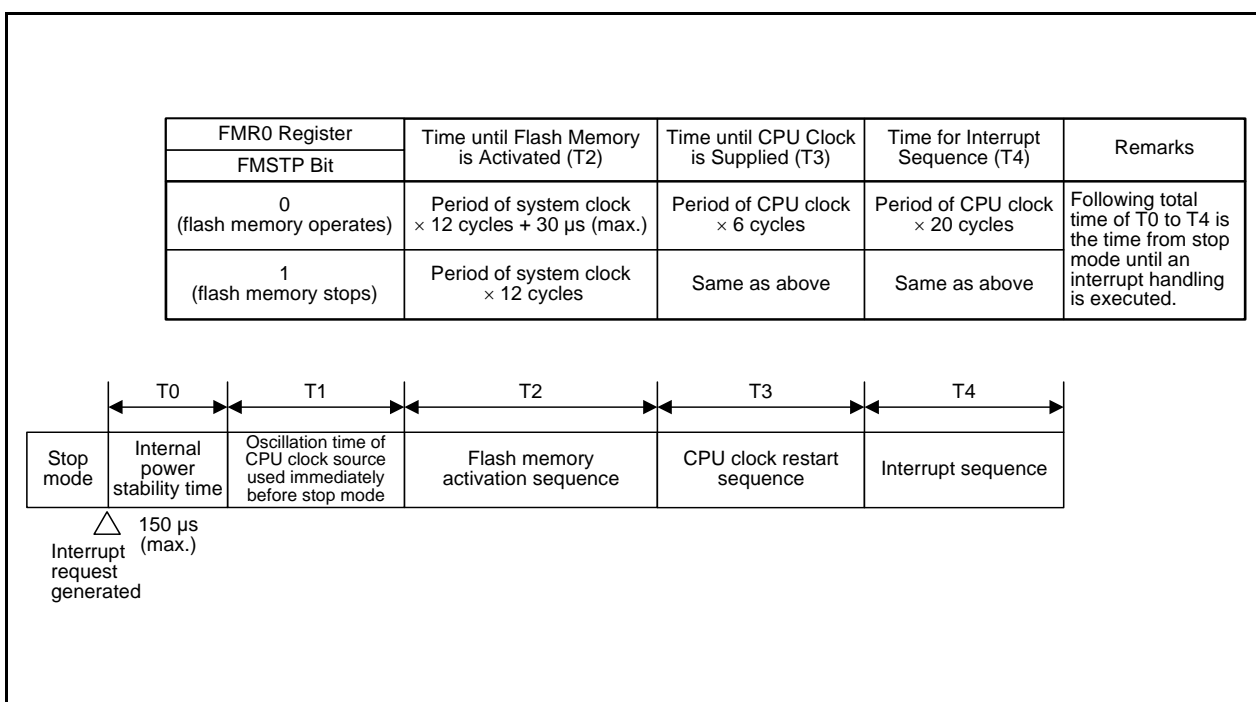 FMR0 Register
FMSTP Bit
Time until Flash Memory
is Activated (T2)
Time until CPU Clock
is Supplied (T3)
Time for Interrupt
Sequence (T4)
Remarks
0
(flash memory operates)
Period of system clock
× 12 cycles + 30 µs (max.)
Period of CPU clock
× 6 cycles
Period of CPU clock
× 20 cycles
Following total
time of T0 to T4 is
the time from stop
mode until an
interrupt handling
is executed.
1
(flash memory stops)
Period of system clock
× 12 cycles
Same as above
Same as above
T0
T1
T2
T3
T4
Stop
mode
Internal
power
stability time
Oscillation time of
CPU clock source
used immediately
before stop mode
Flash memory
activation sequence
CPU clock restart
sequence
Interrupt sequence
150 µs
(max.)
Interrupt
request
generated